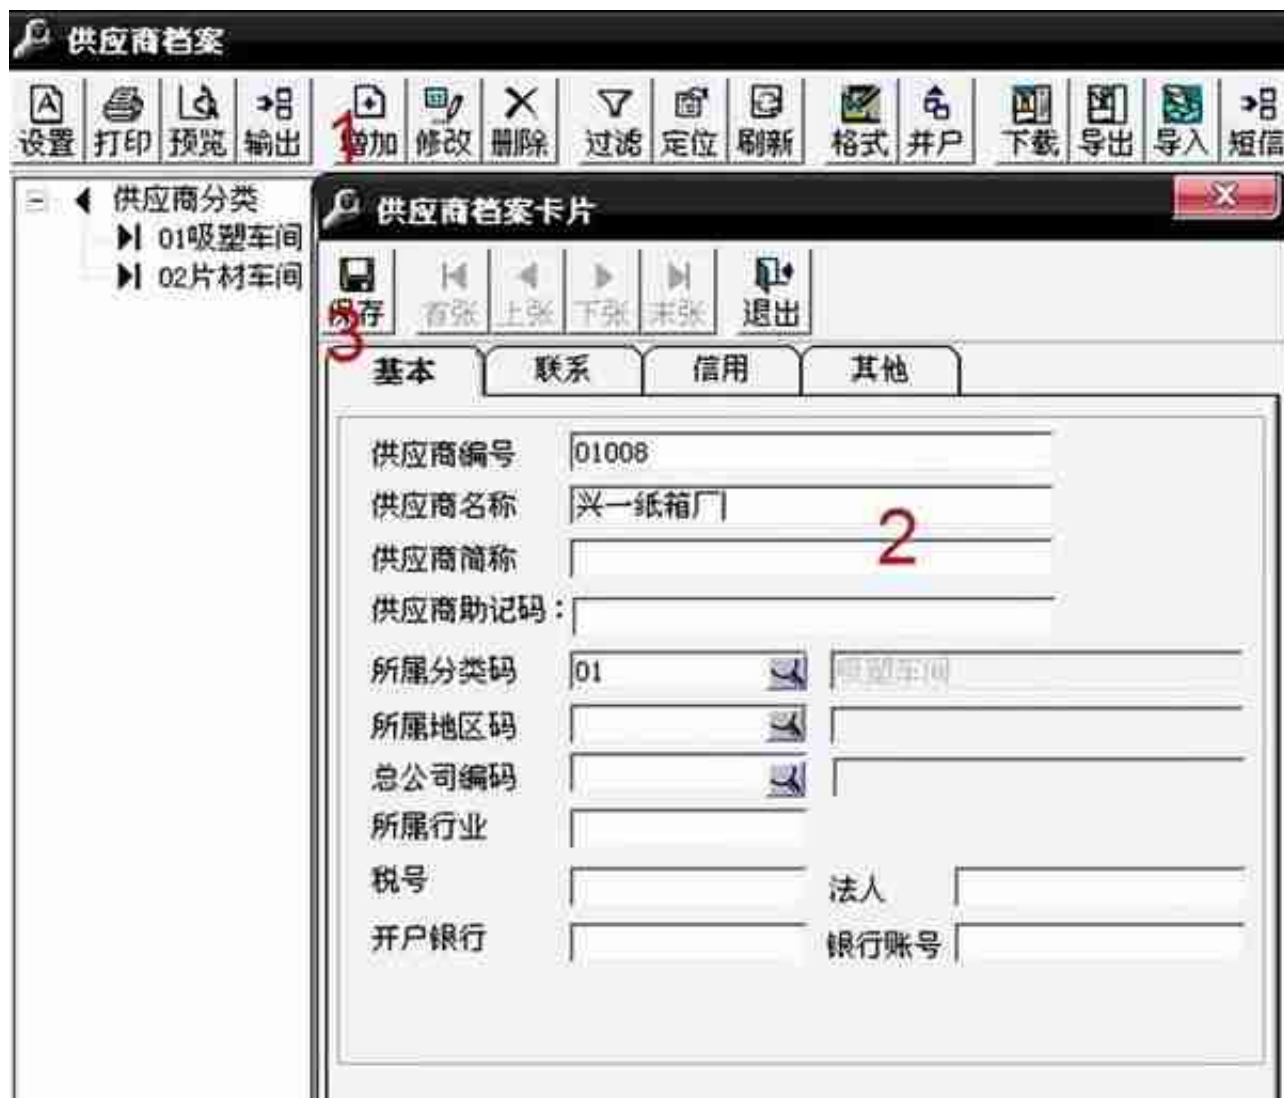 供应商档案
设置 打印 预览 输出 增加 修改 删除 过滤 定位 刷新 格式 并户 下载 导出 导入 短信
1
供应商分类
01吸塑车间
02片材车间
供应商档案卡片
保存 首张 上张 下张 末张 退出
3
基本 联系 信用 其他
供应商编号 01008
供应商名称 兴一纸箱厂
2
供应商简称
供应商助记码：
所属分类码 01 吸塑车间
所属地区码
总公司编码
所属行业
税号 法人
开户银行 银行账号